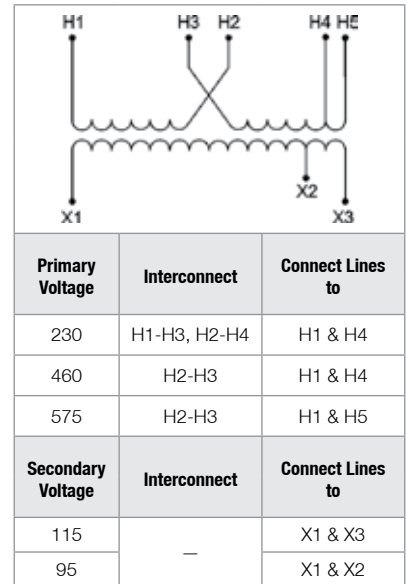 H1 H3 H2 H4 H5
X2
X1 X3
Primary Voltage Interconnect Connect Lines to
230 H1-H3, H2-H4 H1 & H4
460 H2-H3 H1 & H4
575 H2-H3 H1 & H5
Secondary Voltage Interconnect Connect Lines to
115 — X1 & X3
95 X1 & X2